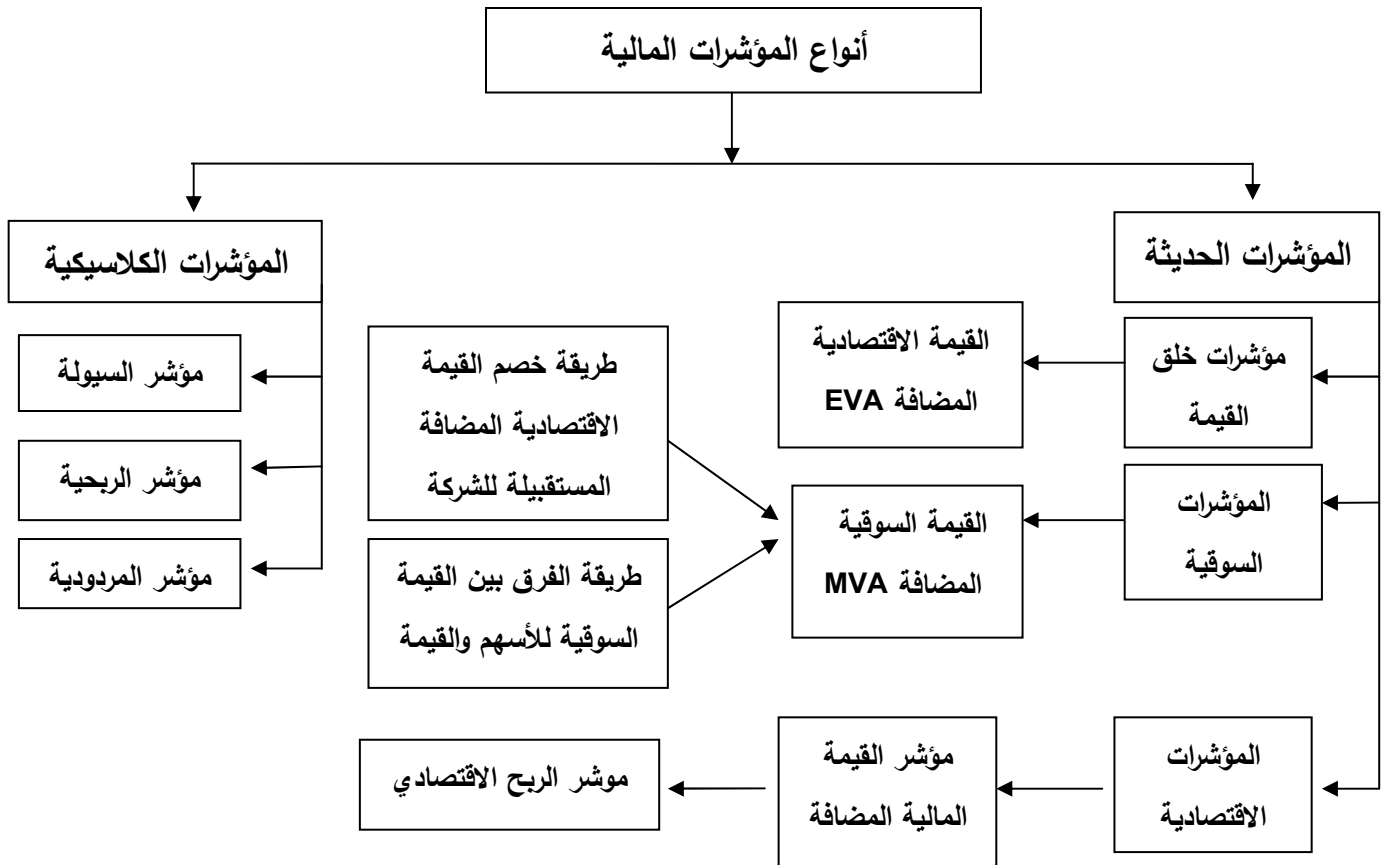 أنواع المؤشرات المالية
المؤشرات الحديثة
المؤشرات الكلاسيكية
مؤشرات خلق
القيمة
القيمة الاقتصادية
المضافة EVA
طريقة خصم القيمة
الاقتصادية المضافة
المستقبيلة للشركة
مؤشر السيولة
مؤشر الربحية
مؤشر المردودية
المؤشرات
السوقية
القيمة السوقية
المضافة MVA
طريقة الفرق بين القيمة
السوقية للأسهم والقيمة
المؤشرات
الاقتصادية
مؤشر القيمة
المالية المضافة
موشر الربح الاقتصادي